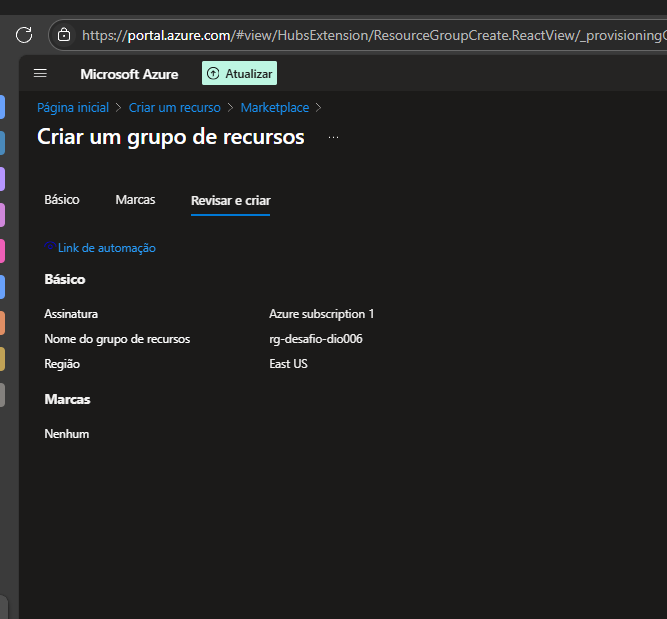 https://portal.azure.com/#view/HubsExtension/ResourceGroupCreate.ReactView/_provisioning
Microsoft Azure Atualizar
Página inicial > Criar um recurso > Marketplace >
Criar um grupo de recursos ...
Básico Marcas Revisar e criar
Link de automação
Básico
Assinatura Azure subscription 1
Nome do grupo de recursos rg-desafio-dio006
Região East US
Marcas
Nenhum